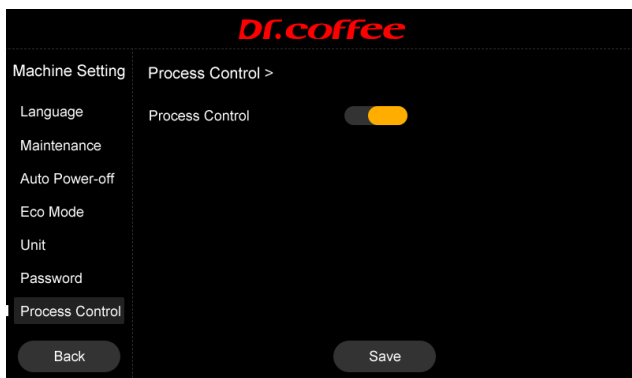 Dr.coffee
Machine Setting
Process Control >
Language
Process Control
Maintenance
Auto Power-off
Eco Mode
Unit
Password
Process Control
Back
Save